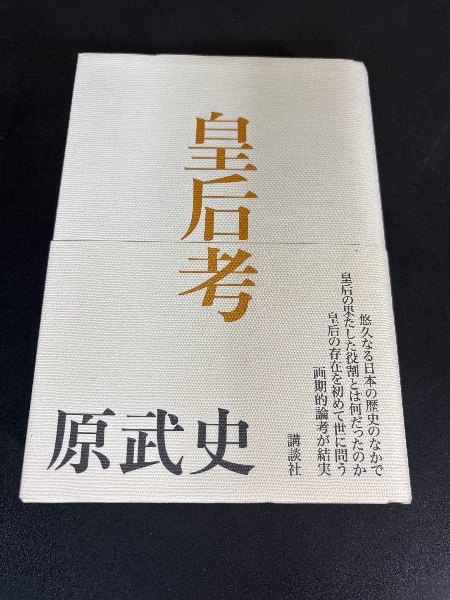 皇后考
悠久なる日本の歴史のなかで
皇后の果たした役割とは何だったのか
皇后の存在を初めて世に問う
画期的論考が結実
講談社
原武史